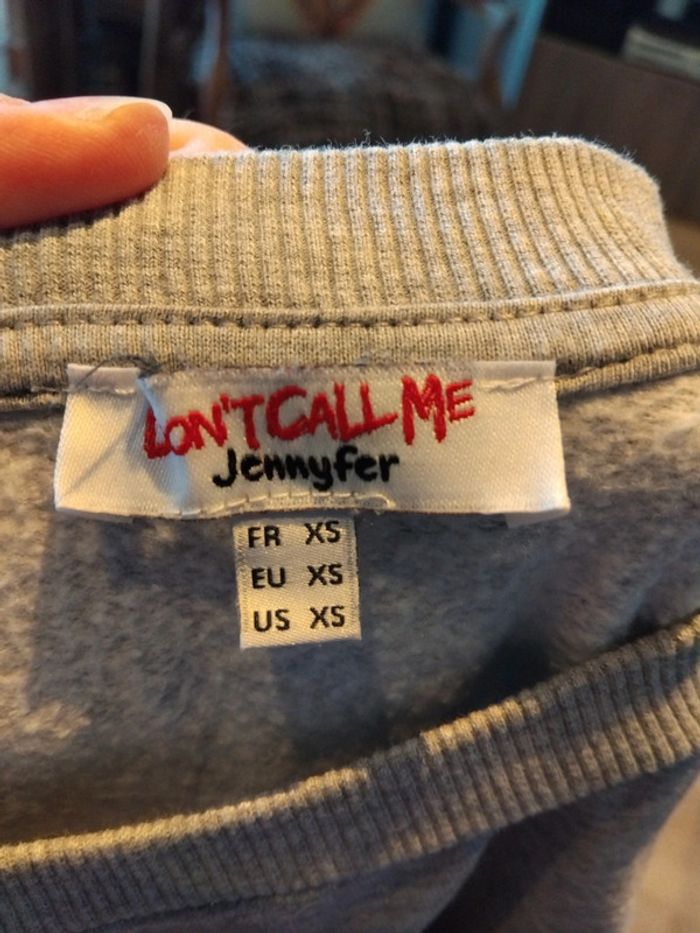 DON'T CALL ME
Jennyfer
FR XS
EU XS
US XS